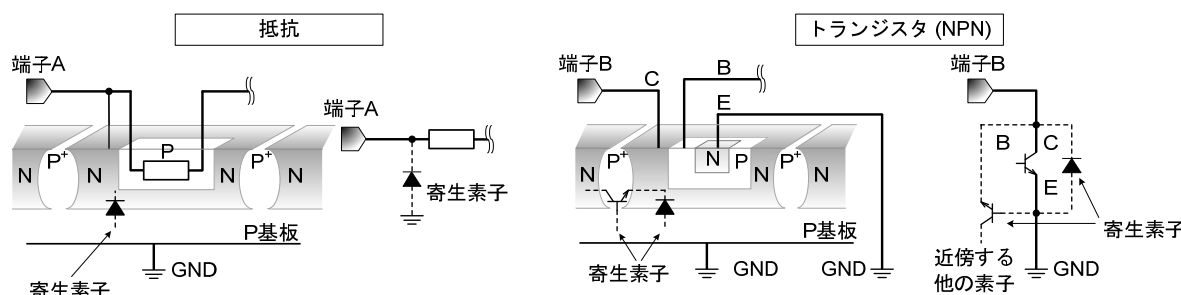 抵抗
トランジスタ (NPN)
端子A
端子A
端子B
C
B
E
端子B
N
P+
N
P
N
P+
N
寄生素子
P基板
GND
寄生素子
N
P+
N
N
P
N
P+
N
P基板
寄生素子
GND
GND
B
C
E
寄生素子
近傍する
他の素子
GND